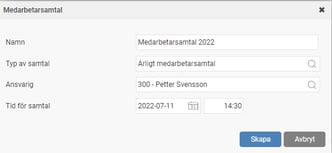 Medarbetarsamtal
Namn Medarbetarsamtal 2022
Typ av samtal Årligt medarbetarsamtal
Ansvarig 300 - Petter Svensson
Tid för samtal 2022-07-11 14:30
Skapa Avbryt